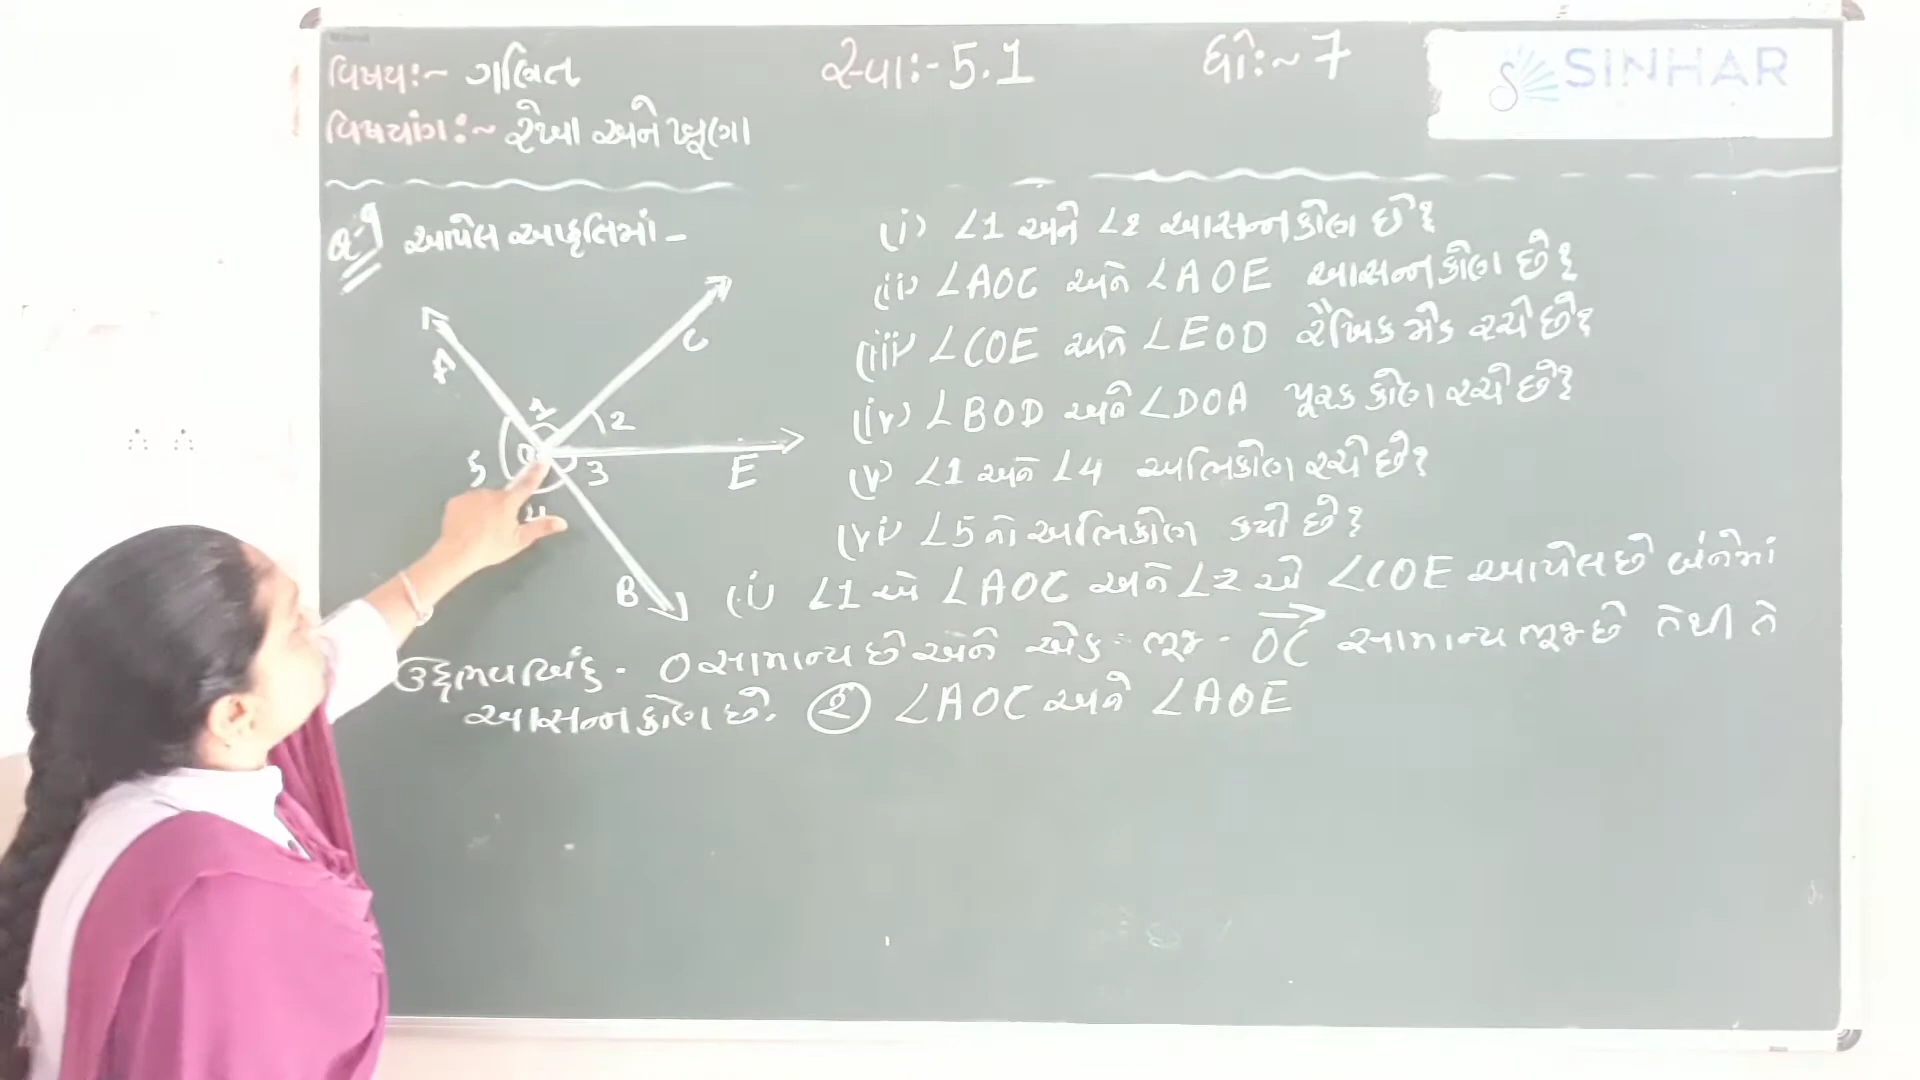 વિષય:~ ગણિત
સ્વા:-5.1
ધો:~7
SINHAR
વિષયાંગ:~ રેખા અને ખૂણા
Q-1 આપેલ આકૃતિમાં -
A
C
1
2
O
5
3
E
4
B
(i) ∠1 અને ∠2 આસન્નકોણ છે?
(ii) ∠AOC અને ∠AOE આસન્નકોણ છે?
(iii) ∠COE અને ∠EOD રૈખિક જોડ રચે છે?
(iv) ∠BOD અને ∠DOA પૂરક કોણ રચે છે?
(v) ∠1 અને ∠4 અભિકોણ રચે છે?
(vi) ∠5 નો અભિકોણ કયો છે?
(i) ∠1 એ ∠AOC અને ∠2 એ ∠COE આપેલ છે બંનેમાં
ઉદ્દભવબિંદુ - O સામાન્ય છે અને એક - ભૂજ - OC સામાન્ય ભૂજ છે તેથી તે
આસન્નકોણ છે. (2) ∠AOC અને ∠AOE